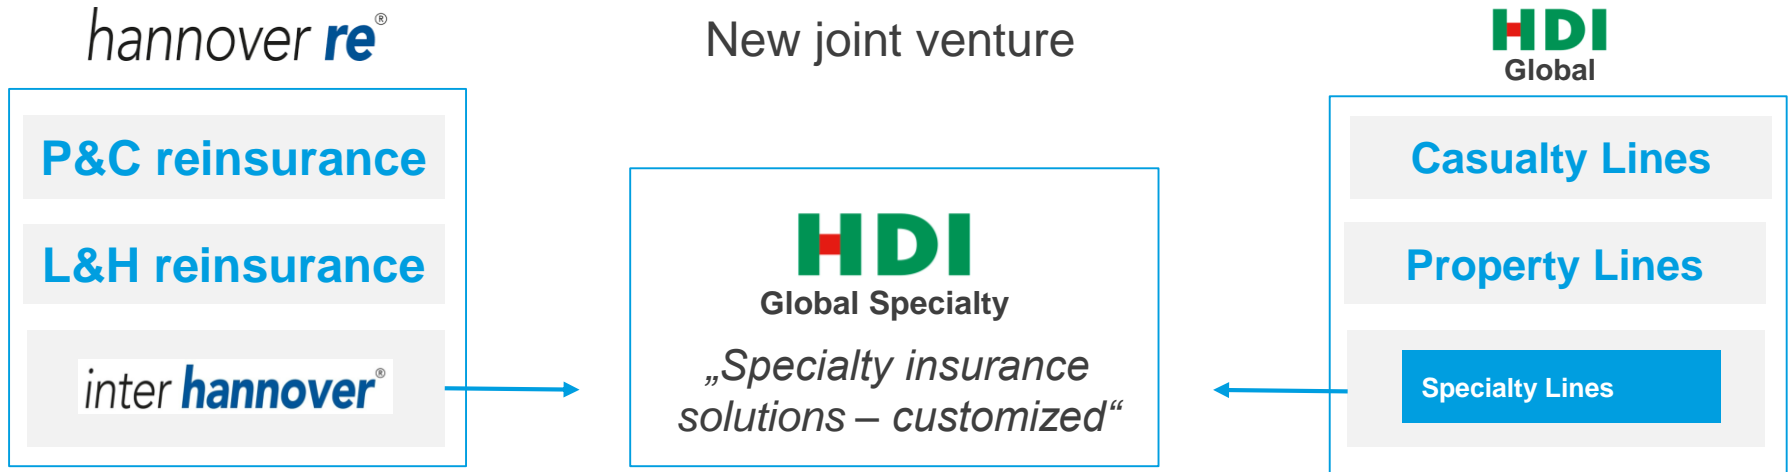 hannover re®
P&C reinsurance
L&H reinsurance
inter hannover®
New joint venture
HDI
Global Specialty
„Specialty insurance
solutions – customized“
HDI
Global
Casualty Lines
Property Lines
Specialty Lines